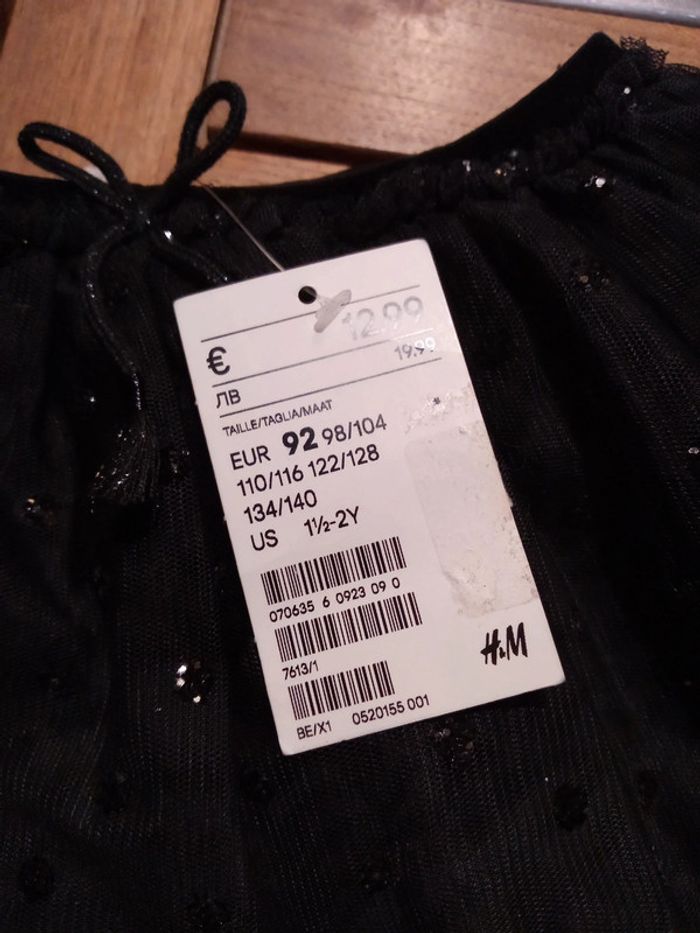 € 12.99
ЛВ 19.99
TAILLE/TAGLIA/MAAT
EUR 92 98/104
110/116 122/128
134/140
US 1½-2Y
070635 6 0923 09 0
7613/1
H&M
BE/X1 0520155 001